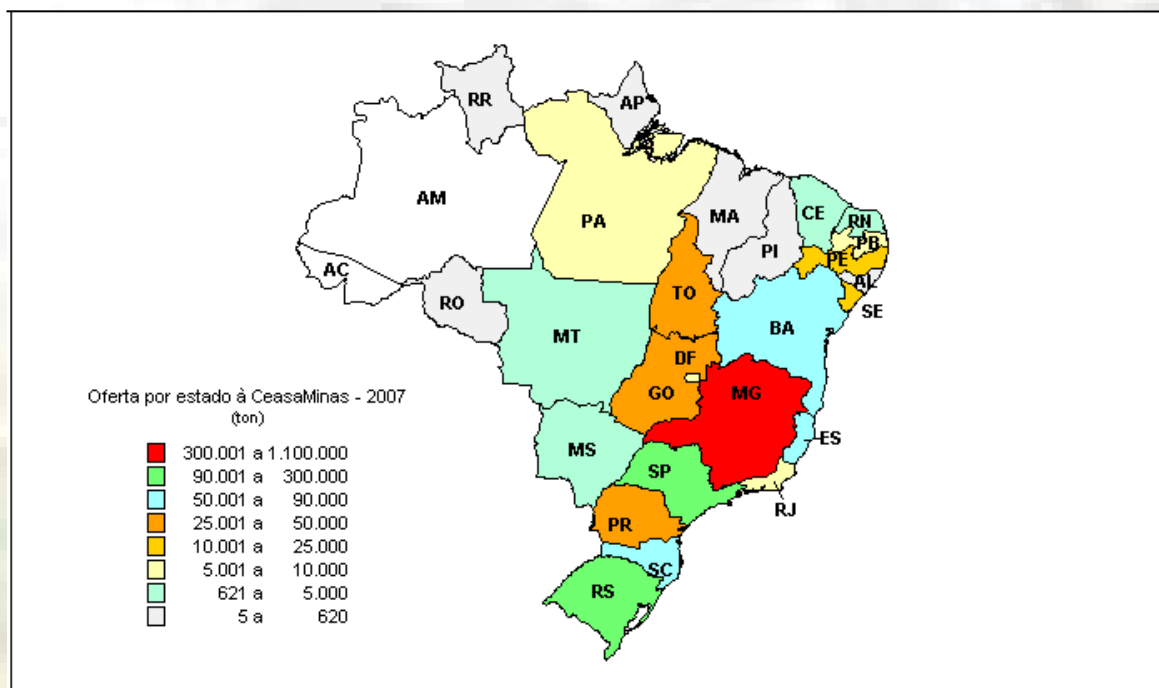 RR
AP
AM
PA
MA
CE
RN
PB
PI
PE
AL
AC
TO
SE
RO
BA
MT
DF
GO
MG
Oferta por estado à CeasaMinas - 2007
(ton)
ES
MS
SP
300.001 a 1.100.000
90.001 a 300.000
RJ
50.001 a 90.000
25.001 a 50.000
PR
10.001 a 25.000
SC
5.001 a 10.000
RS
621 a 5.000
5 a 620